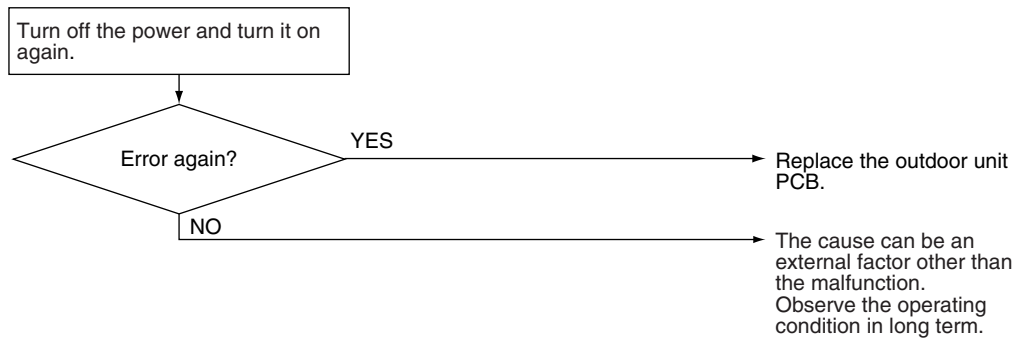 Turn off the power and turn it on
again.
Error again?
YES
Replace the outdoor unit
PCB.
NO
The cause can be an
external factor other than
the malfunction.
Observe the operating
condition in long term.